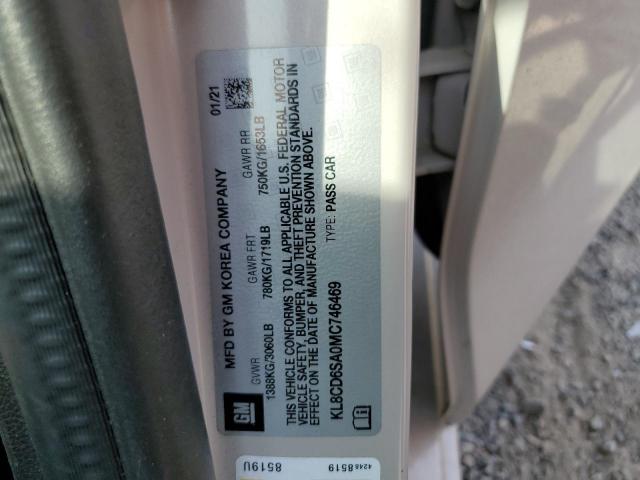 MFD BY GM KOREA COMPANY 01/21
GVWR GAWR FRT GAWR RR
1388KG/3060LB 780KG/1719LB 750KG/1653LB
THIS VEHICLE CONFORMS TO ALL APPLICABLE U.S. FEDERAL MOTOR
VEHICLE SAFETY, BUMPER, AND THEFT PREVENTION STANDARDS IN
EFFECT ON THE DATE OF MANUFACTURE SHOWN ABOVE.
KL8CD6SA0MC746469 TYPE: PASS CAR
GM
8519U
4248 8519